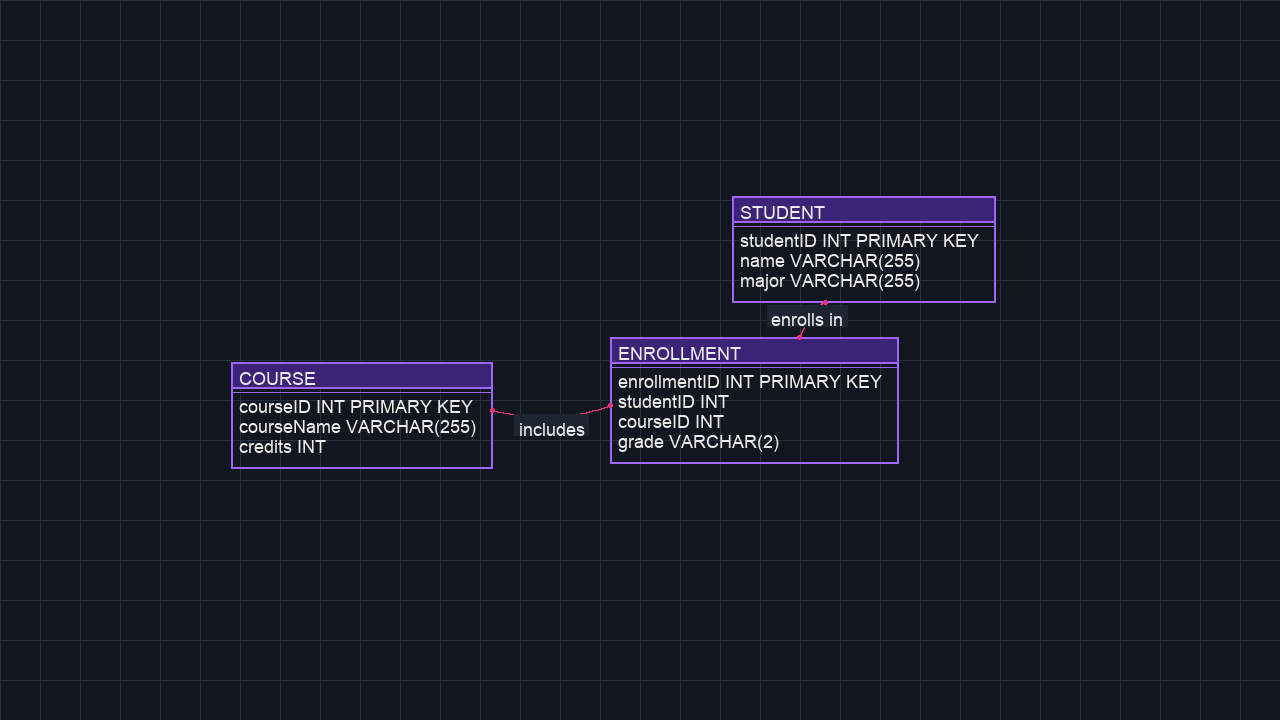 STUDENT
studentID INT PRIMARY KEY
name VARCHAR(255)
major VARCHAR(255)
enrolls in
ENROLLMENT
enrollmentID INT PRIMARY KEY
studentID INT
courseID INT
grade VARCHAR(2)
COURSE
courseID INT PRIMARY KEY
courseName VARCHAR(255)
credits INT
includes